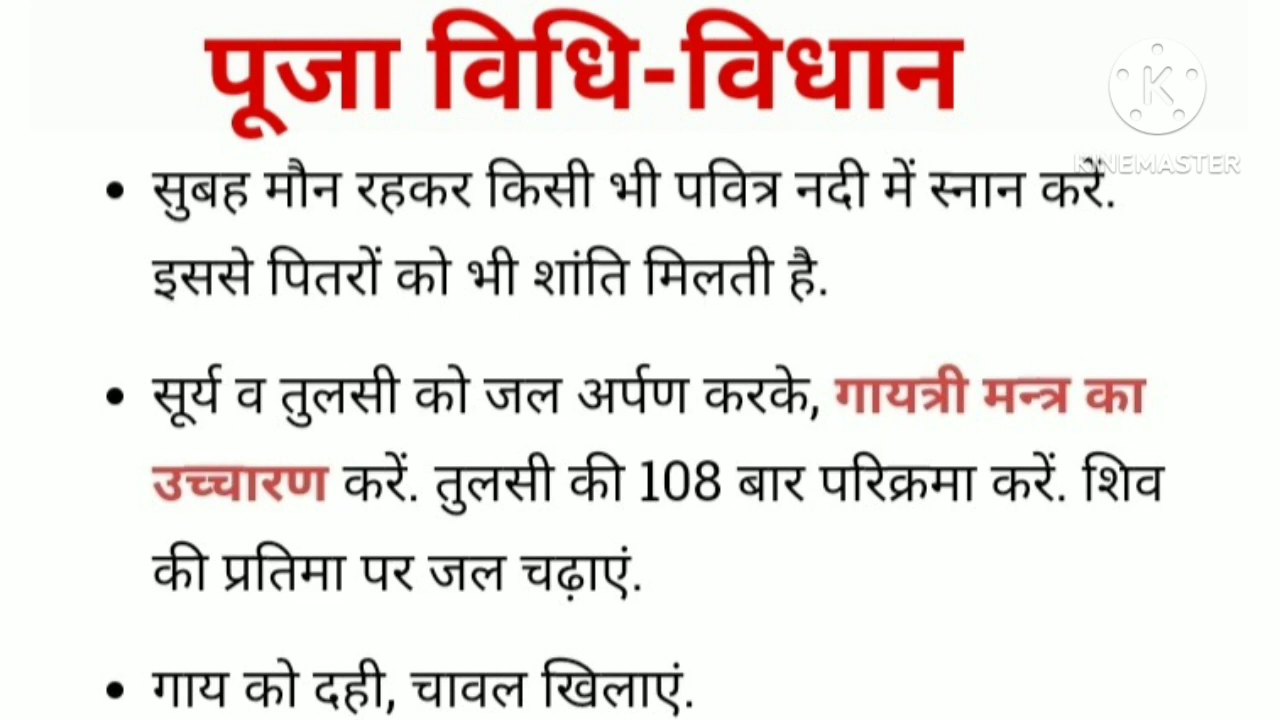 पूजा विधि-विधान
K
KINEMASTER
• सुबह मौन रहकर किसी भी पवित्र नदी में स्नान करें.
इससे पितरों को भी शांति मिलती है.
• सूर्य व तुलसी को जल अर्पण करके, गायत्री मन्त्र का
उच्चारण करें. तुलसी की 108 बार परिक्रमा करें. शिव
की प्रतिमा पर जल चढ़ाएं.
• गाय को दही, चावल खिलाएं.